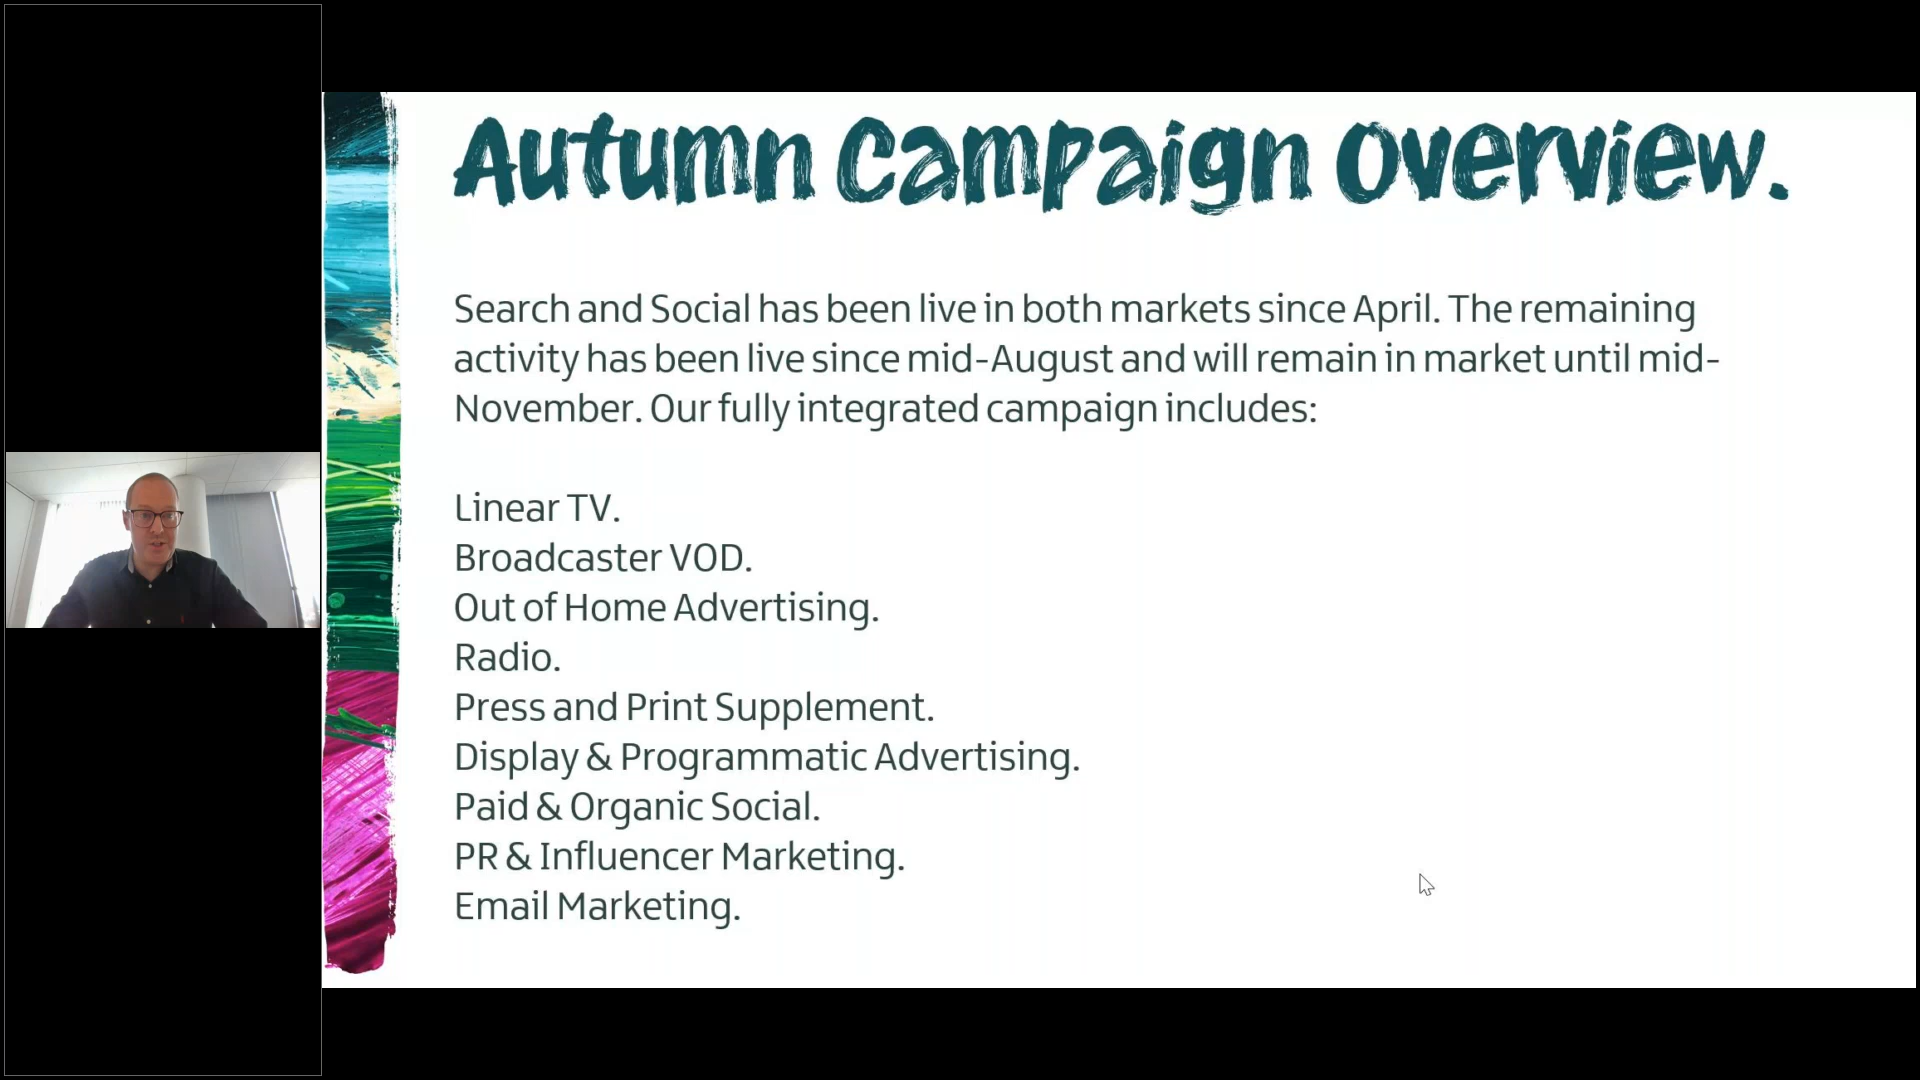 Autumn Campaign Overview.
Search and Social has been live in both markets since April. The remaining
activity has been live since mid-August and will remain in market until mid-
November. Our fully integrated campaign includes:
Linear TV.
Broadcaster VOD.
Out of Home Advertising.
Radio.
Press and Print Supplement.
Display & Programmatic Advertising.
Paid & Organic Social.
PR & Influencer Marketing.
Email Marketing.